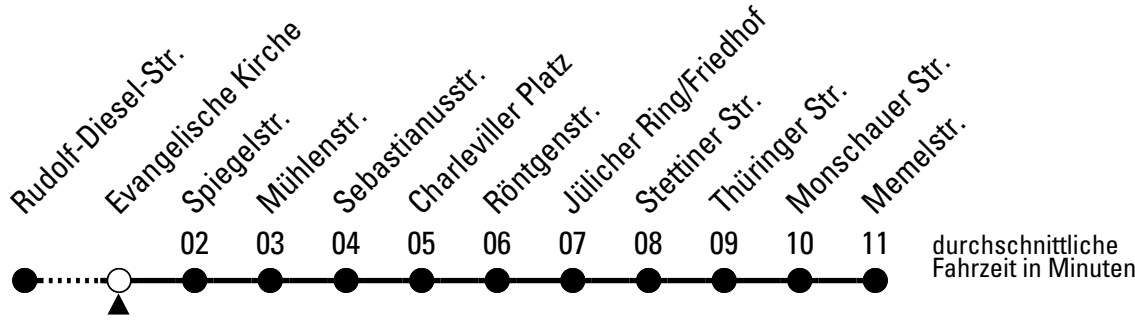 Rudolf-Diesel-Str.
Evangelische Kirche
Spiegelstr.
Mühlenstr.
Sebastianusstr.
Charleviller Platz
Röntgenstr.
Jülicher Ring/Friedhof
Stettiner Str.
Thüringer Str.
Monschauer Str.
Memelstr.
02 03 04 05 06 07 08 09 10 11
durchschnittliche
Fahrzeit in Minuten